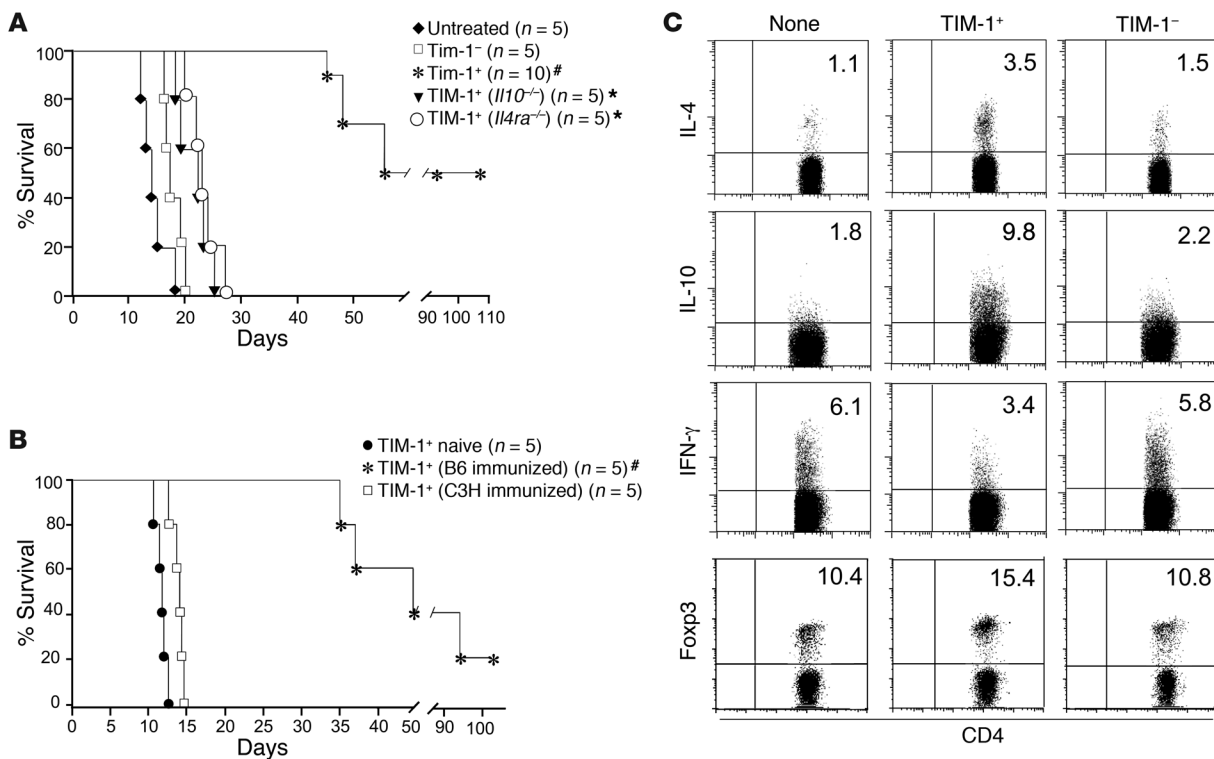 A
◆ Untreated (n = 5)
□ Tim-1⁻ (n = 5)
* Tim-1⁺ (n = 10)#
▼ TIM-1⁺ (Il10⁻/⁻) (n = 5)*
○ TIM-1⁺ (Il4ra⁻/⁻) (n = 5)*
% Survival
100
80
60
40
20
0
0 10 20 30 40 50 90 100 110
Days
B
● TIM-1⁺ naive (n = 5)
* TIM-1⁺ (B6 immunized) (n = 5)#
□ TIM-1⁺ (C3H immunized) (n = 5)
% Survival
100
80
60
40
20
0
0 10 15 20 25 30 35 40 50 90 100
Days
C
None TIM-1⁺ TIM-1⁻
IL-4
1.1 3.5 1.5
IL-10
1.8 9.8 2.2
IFN-γ
6.1 3.4 5.8
Foxp3
10.4 15.4 10.8
CD4